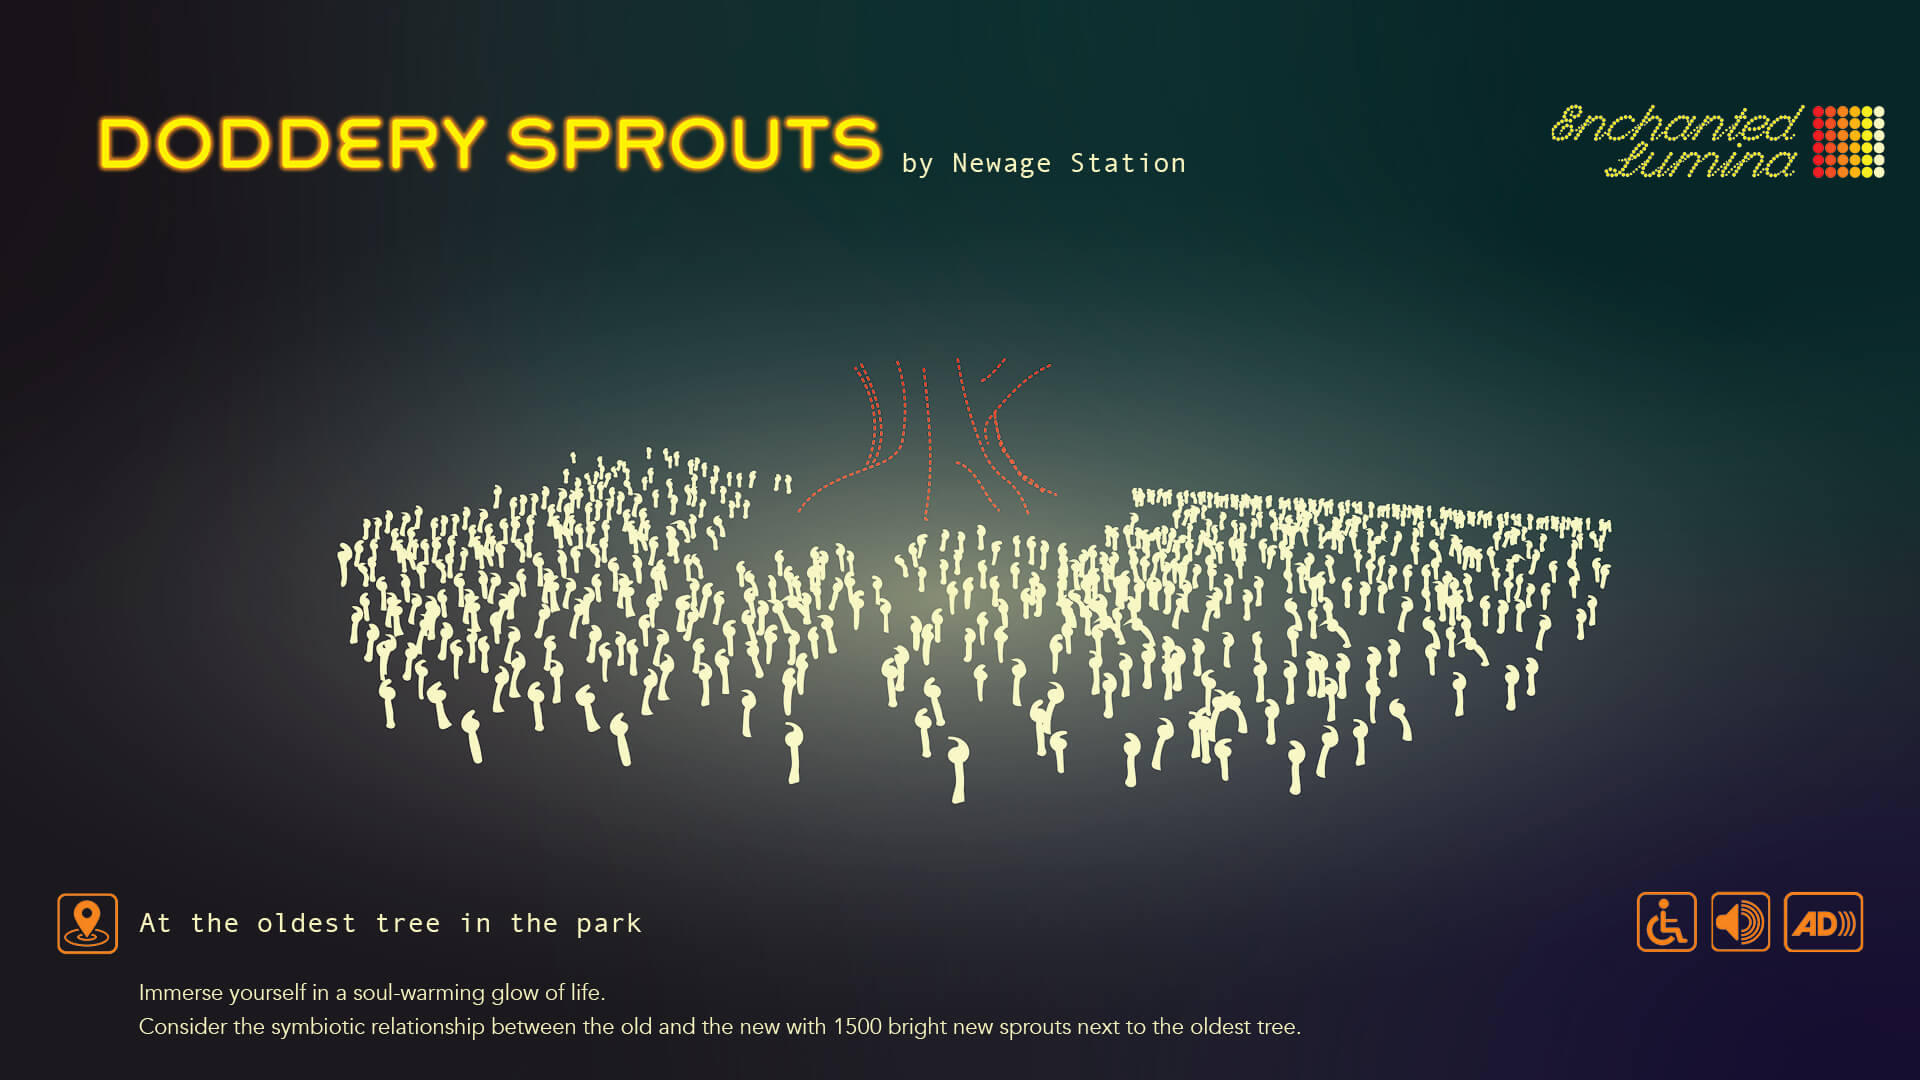 DODDERY SPROUTS by Newage Station
Enchanted
Lumina
At the oldest tree in the park
AD
Immerse yourself in a soul-warming glow of life.
Consider the symbiotic relationship between the old and the new with 1500 bright new sprouts next to the oldest tree.